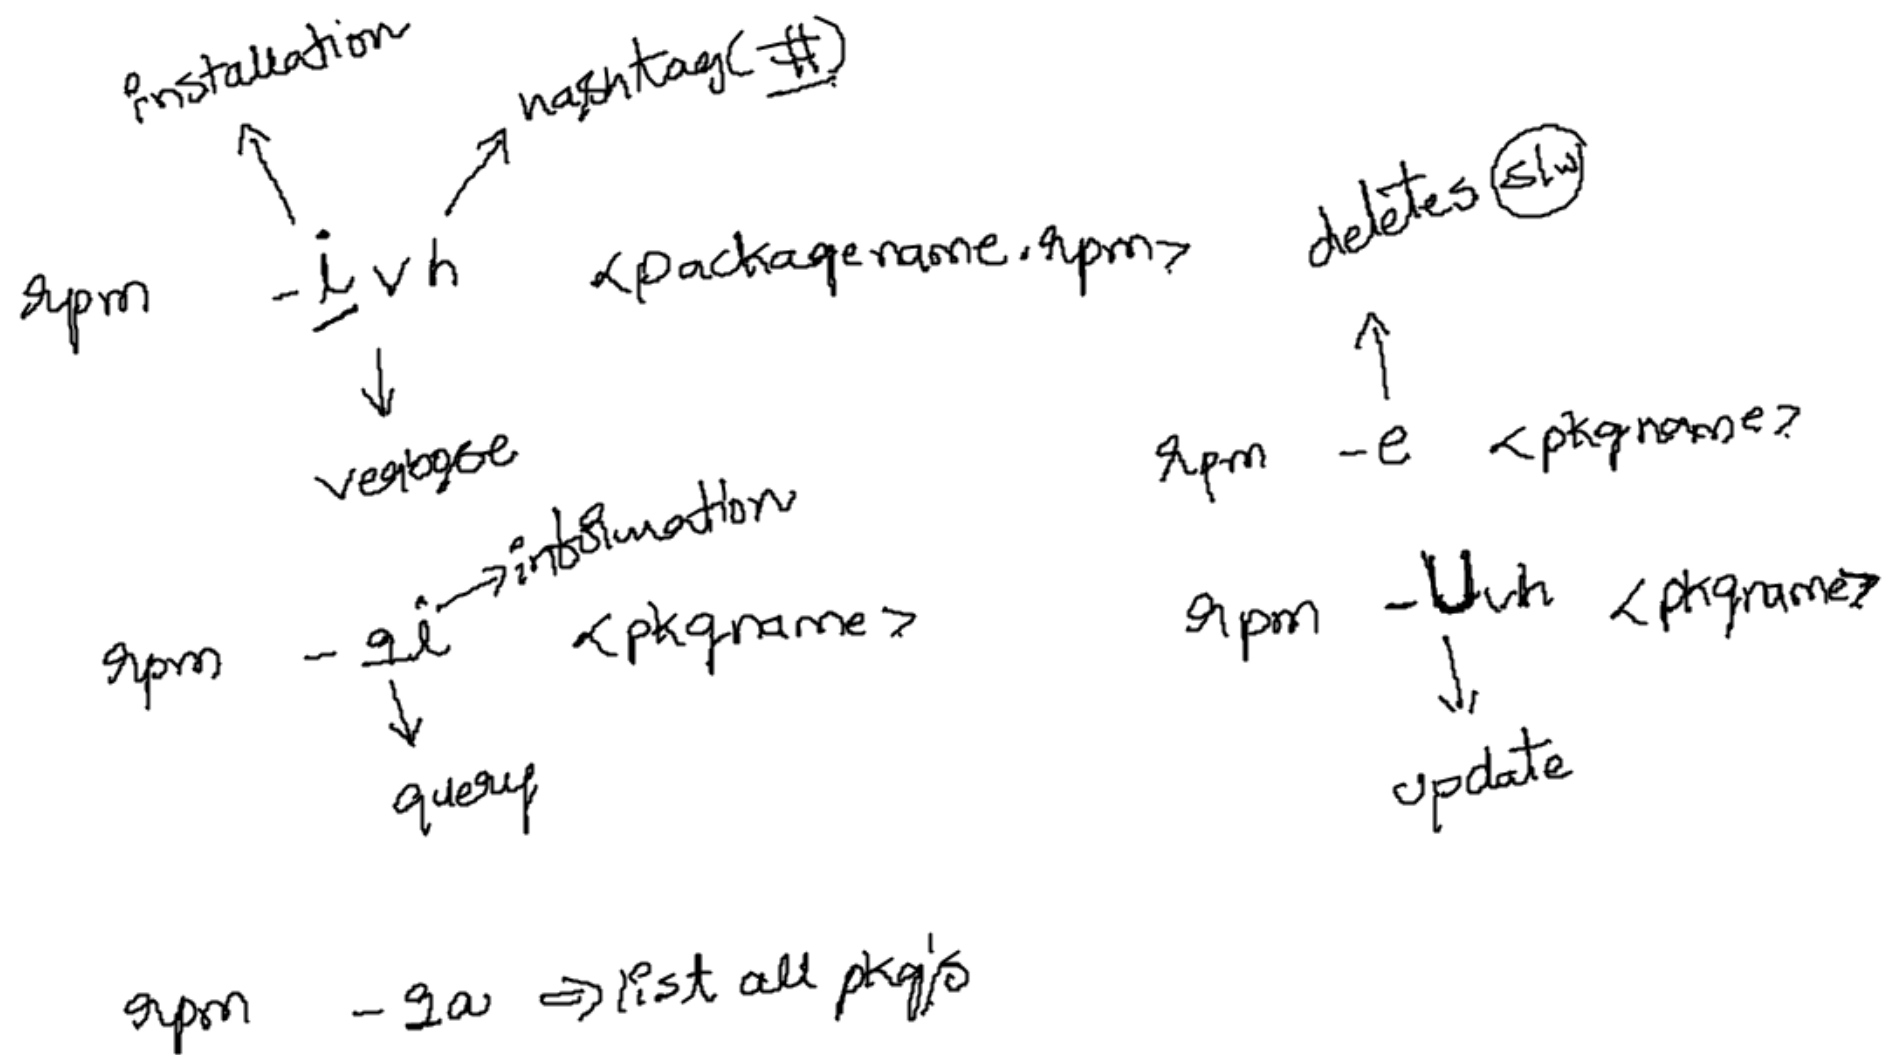 installation
hashtag(#)
rpm -ivh <packagename.rpm>
verbose
deletes s/w
rpm -e <pkgname>
information
rpm -qi <pkgname>
query
rpm -Uvh <pkgname>
update
rpm -qa ⇒ list all pkg's